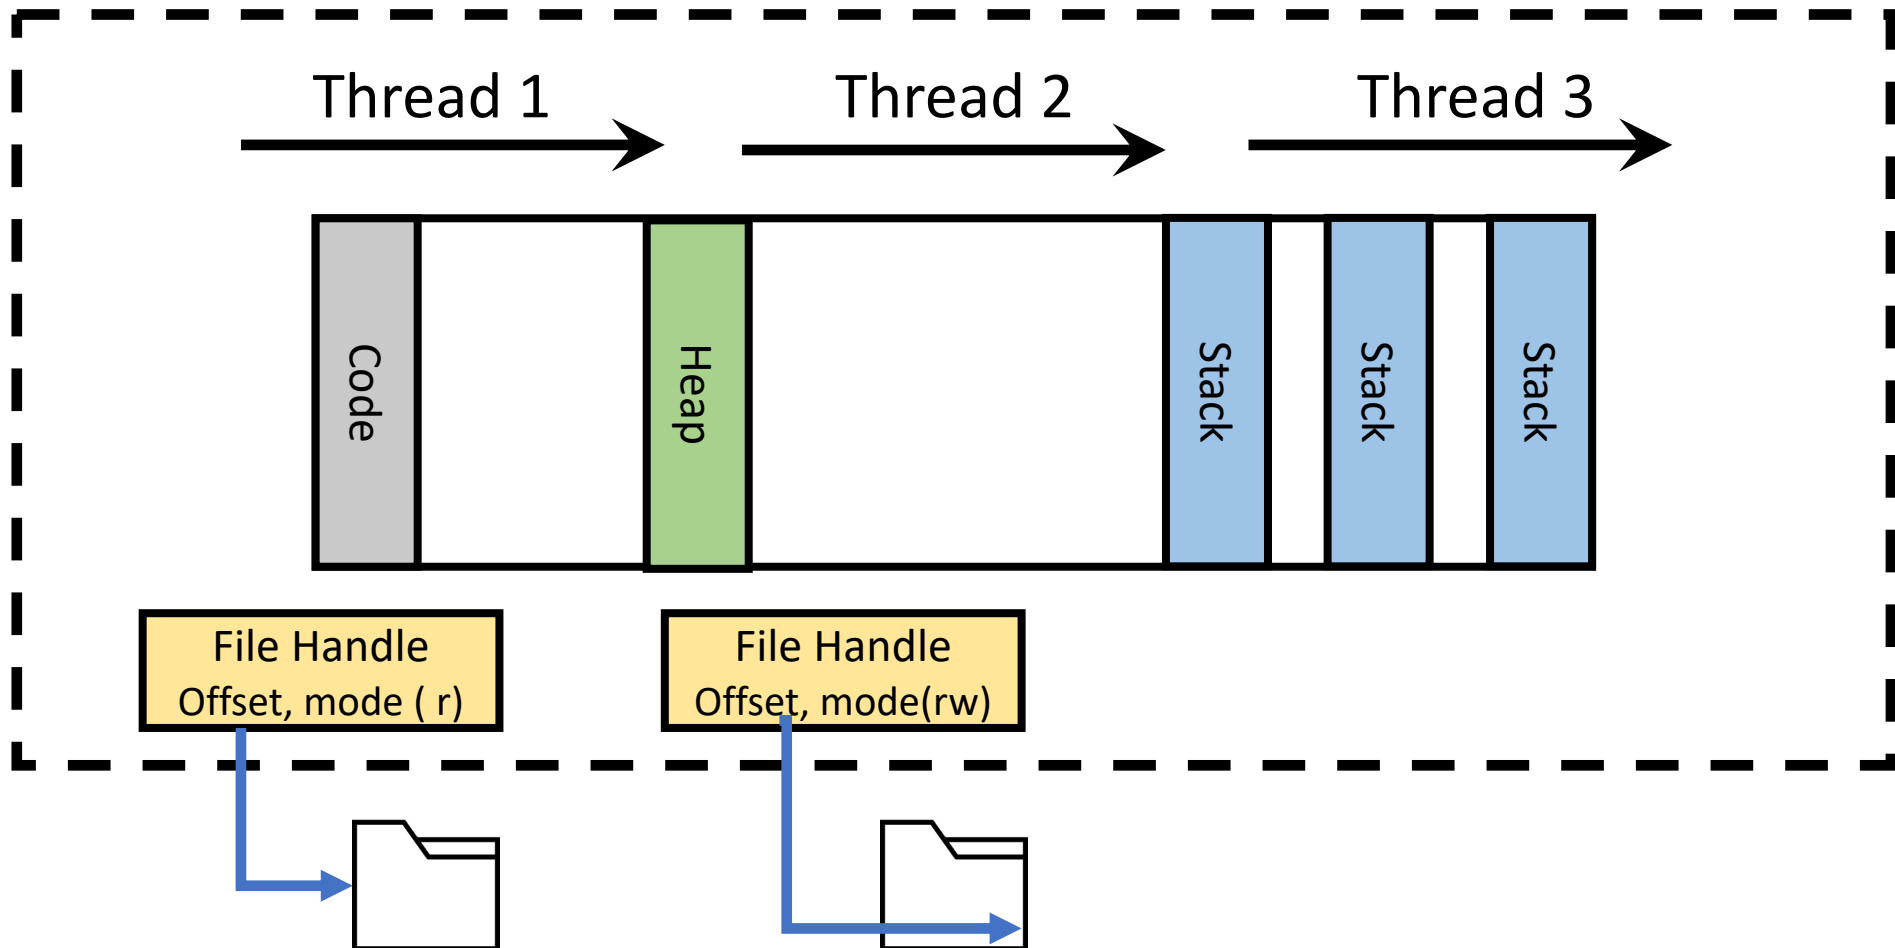 Thread 1
Thread 2
Thread 3
Code
Heap
Stack
Stack
Stack
File Handle
Offset, mode ( r)
File Handle
Offset, mode(rw)